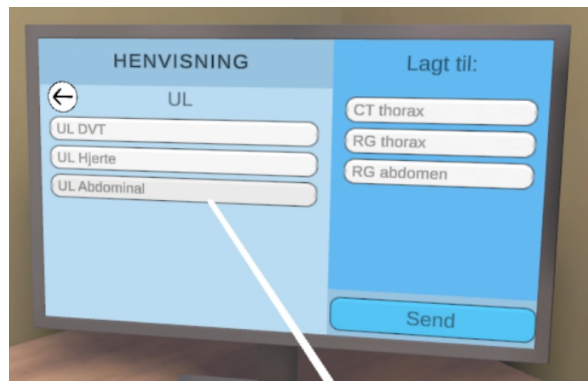 HENVISNING
UL
UL DVT
UL Hjerte
UL Abdominal
Lagt til:
CT thorax
RG thorax
RG abdomen
Send